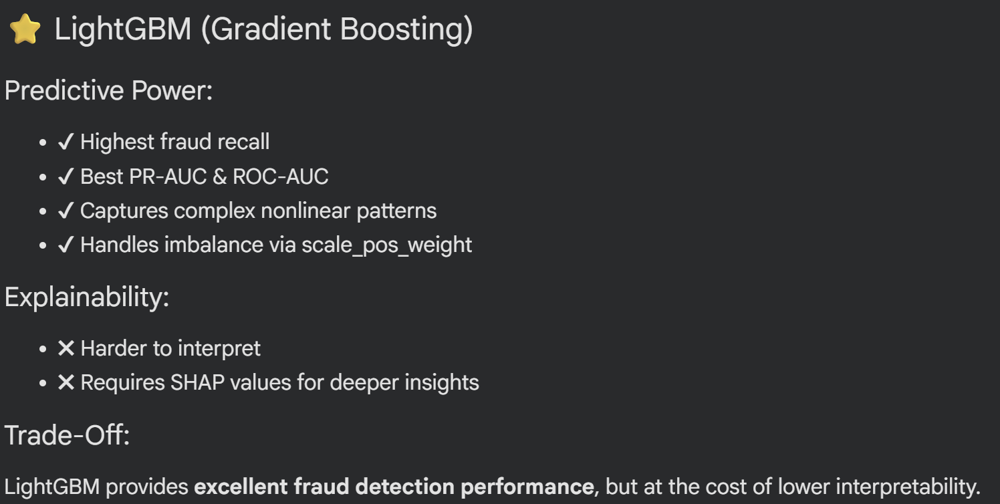 ⭐ LightGBM (Gradient Boosting)
Predictive Power:
• ✔ Highest fraud recall
• ✔ Best PR-AUC & ROC-AUC
• ✔ Captures complex nonlinear patterns
• ✔ Handles imbalance via scale_pos_weight
Explainability:
• ❌ Harder to interpret
• ❌ Requires SHAP values for deeper insights
Trade-Off:
LightGBM provides excellent fraud detection performance, but at the cost of lower interpretability.